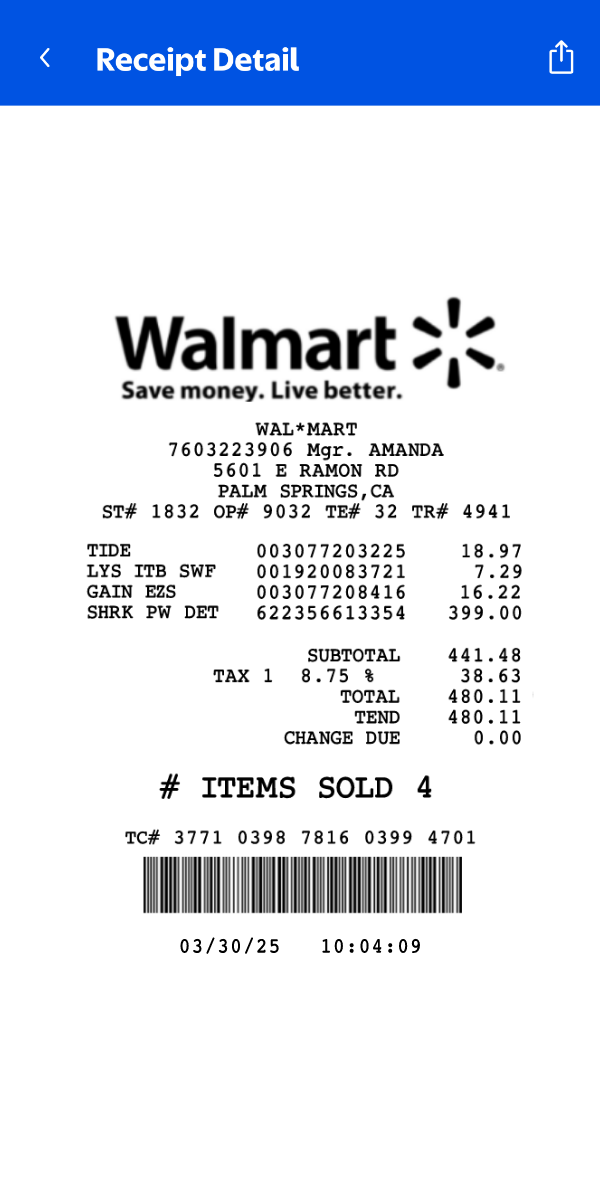 Receipt Detail
Walmart
Save money. Live better.
WAL*MART
7603223906 Mgr. AMANDA
5601 E RAMON RD
PALM SPRINGS,CA
ST# 1832 OP# 9032 TE# 32 TR# 4941
TIDE 003077203225 18.97
LYS ITB SWF 001920083721 7.29
GAIN EZS 003077208416 16.22
SHRK PW DET 622356613354 399.00
SUBTOTAL 441.48
TAX 1 8.75 % 38.63
TOTAL 480.11
TEND 480.11
CHANGE DUE 0.00
# ITEMS SOLD 4
TC# 3771 0398 7816 0399 4701
03/30/25 10:04:09